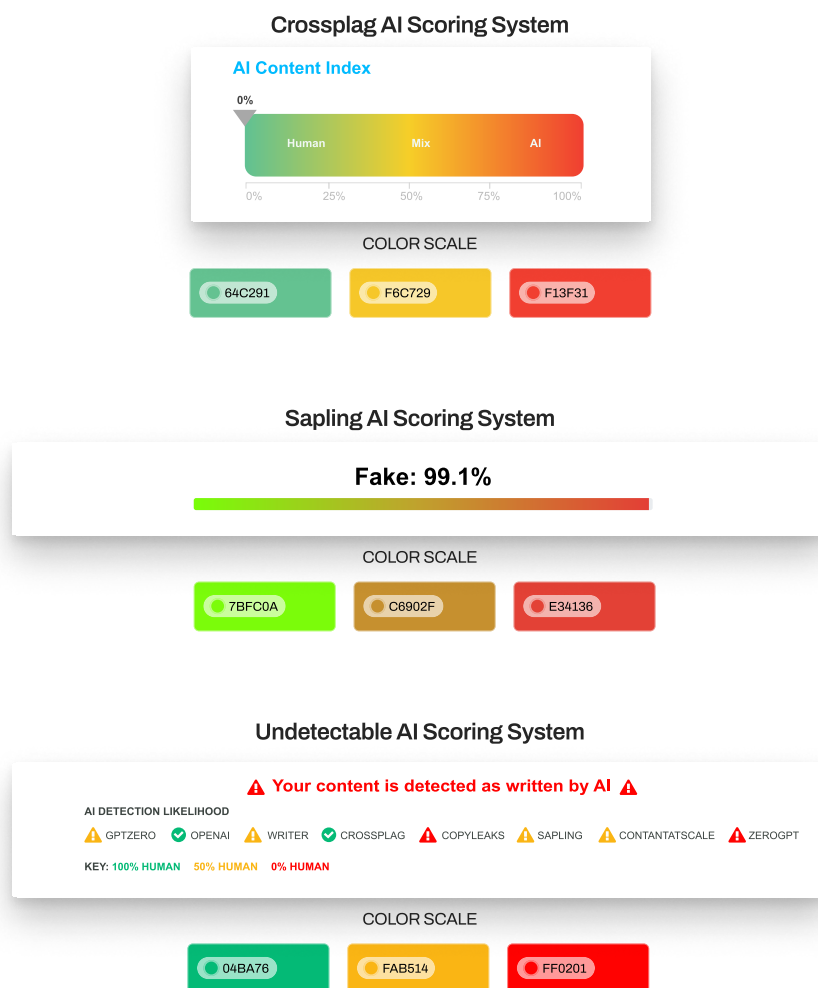 Crossplag AI Scoring System
AI Content Index
0%
Human Mix AI
0% 25% 50% 75% 100%
COLOR SCALE
64C291 F6C729 F13F31
Sapling AI Scoring System
Fake: 99.1%
COLOR SCALE
7BFC0A C6902F E34136
Undetectable AI Scoring System
Your content is detected as written by AI
AI DETECTION LIKELIHOOD
GPTZERO OPENAI WRITER CROSSPLAG COPYLEAKS SAPLING CONTANTATSCALE ZEROGPT
KEY: 100% HUMAN 50% HUMAN 0% HUMAN
COLOR SCALE
04BA76 FAB514 FF0201